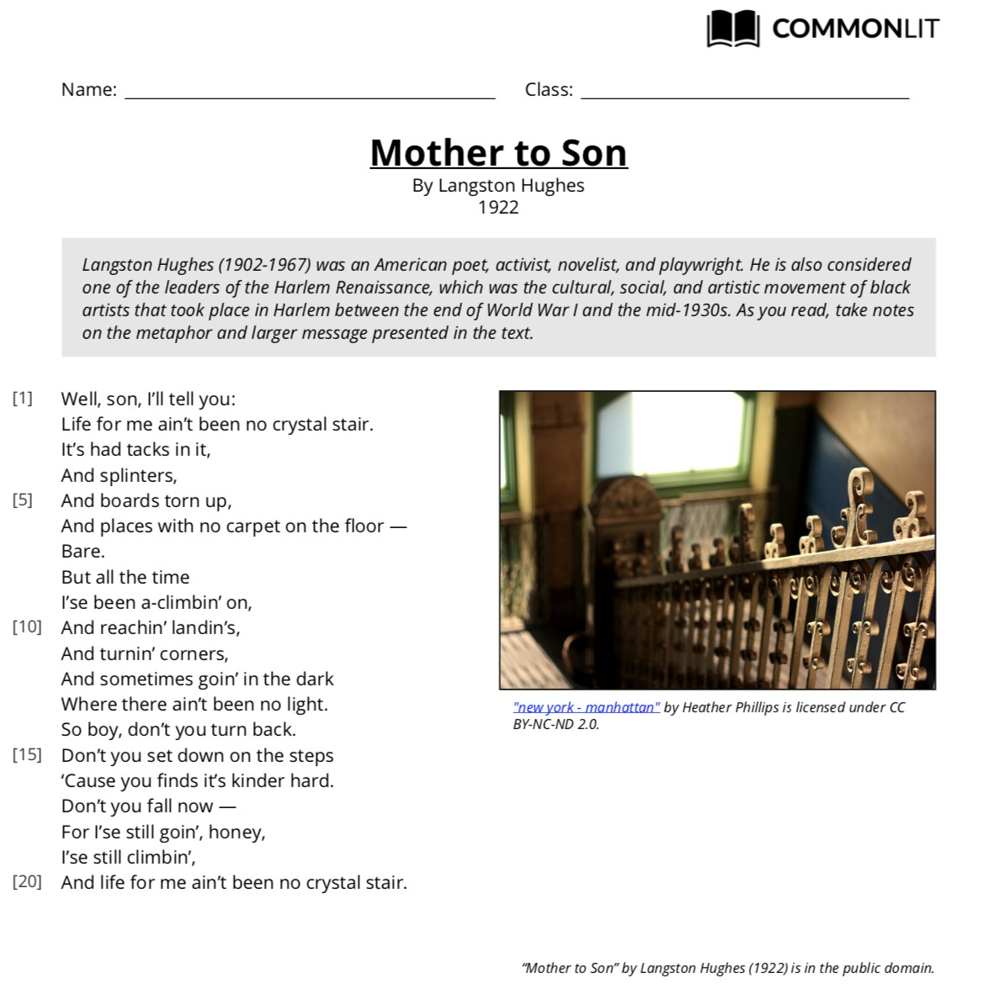 COMMONLIT
Name: Class:
Mother to Son
By Langston Hughes
1922
Langston Hughes (1902-1967) was an American poet, activist, novelist, and playwright. He is also considered
one of the leaders of the Harlem Renaissance, which was the cultural, social, and artistic movement of black
artists that took place in Harlem between the end of World War I and the mid-1930s. As you read, take notes
on the metaphor and larger message presented in the text.
[1] Well, son, I’ll tell you:
Life for me ain’t been no crystal stair.
It’s had tacks in it,
And splinters,
[5] And boards torn up,
And places with no carpet on the floor —
Bare.
But all the time
I’se been a-climbin’ on,
[10] And reachin’ landin’s,
And turnin’ corners,
And sometimes goin’ in the dark
Where there ain’t been no light.
So boy, don’t you turn back.
[15] Don’t you set down on the steps
‘Cause you finds it’s kinder hard.
Don’t you fall now —
For I’se still goin’, honey,
I’se still climbin’,
[20] And life for me ain’t been no crystal stair.
"new york - manhattan" by Heather Phillips is licensed under CC
BY-NC-ND 2.0.
“Mother to Son” by Langston Hughes (1922) is in the public domain.